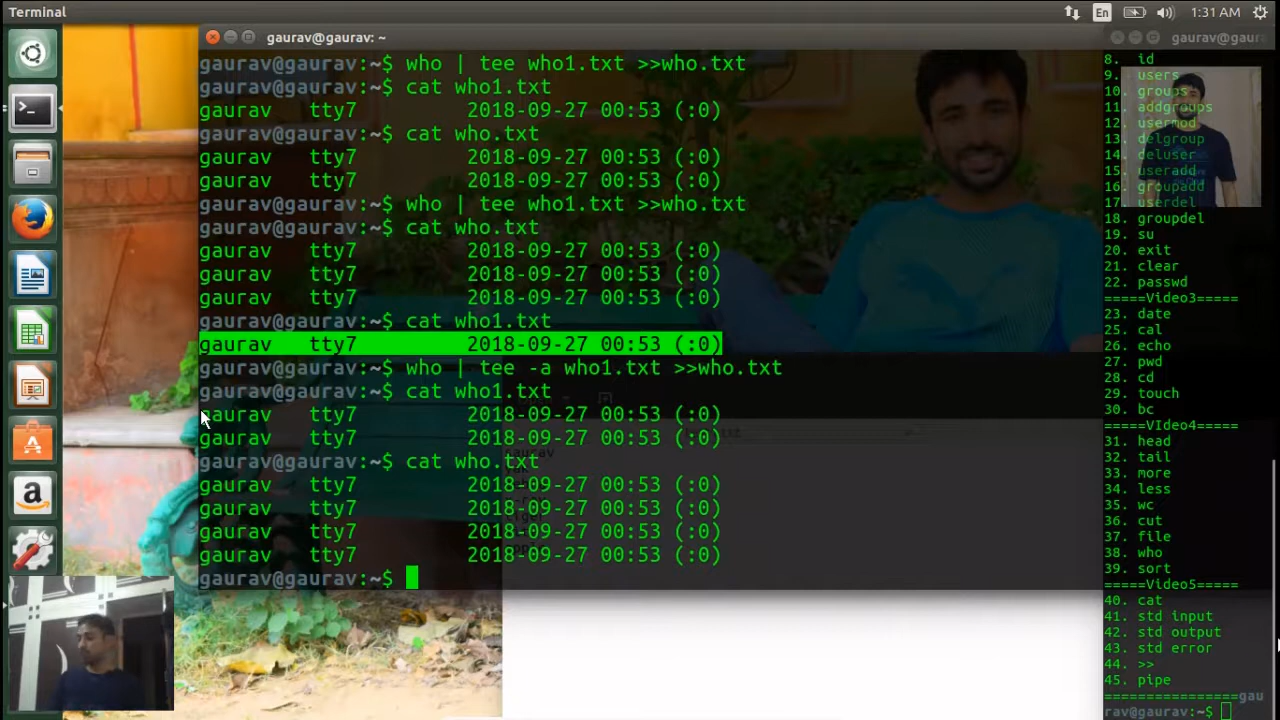 Terminal
En
1:31 AM
gaurav@gaurav: ~
gaurav@gaurav:~$ who | tee who1.txt >>who.txt
gaurav@gaurav:~$ cat who1.txt
gaurav tty7 2018-09-27 00:53 (:0)
gaurav@gaurav:~$ cat who.txt
gaurav tty7 2018-09-27 00:53 (:0)
gaurav tty7 2018-09-27 00:53 (:0)
gaurav@gaurav:~$ who | tee who1.txt >>who.txt
gaurav@gaurav:~$ cat who.txt
gaurav tty7 2018-09-27 00:53 (:0)
gaurav tty7 2018-09-27 00:53 (:0)
gaurav tty7 2018-09-27 00:53 (:0)
gaurav@gaurav:~$ cat who1.txt
gaurav tty7 2018-09-27 00:53 (:0)
gaurav@gaurav:~$ who | tee -a who1.txt >>who.txt
gaurav@gaurav:~$ cat who1.txt
gaurav tty7 2018-09-27 00:53 (:0)
gaurav tty7 2018-09-27 00:53 (:0)
gaurav@gaurav:~$ cat who.txt
gaurav tty7 2018-09-27 00:53 (:0)
gaurav tty7 2018-09-27 00:53 (:0)
gaurav tty7 2018-09-27 00:53 (:0)
gaurav tty7 2018-09-27 00:53 (:0)
gaurav@gaurav:~$
gaurav@gaur
8. id
9. users
10. groups
11. addgroups
12. usermod
13. delgroup
14. deluser
15. useradd
16. groupadd
17. userdel
18. groupdel
19. su
20. exit
21. clear
22. passwd
=====Video3=====
23. date
25. cal
26. echo
27. pwd
28. cd
29. touch
30. bc
=====VIdeo4=====
31. head
32. tail
33. more
34. less
35. wc
36. cut
37. file
38. who
39. sort
=====Video5=====
40. cat
41. std input
42. std output
43. std error
44. >>
45. pipe
================gau
rav@gaurav:~$